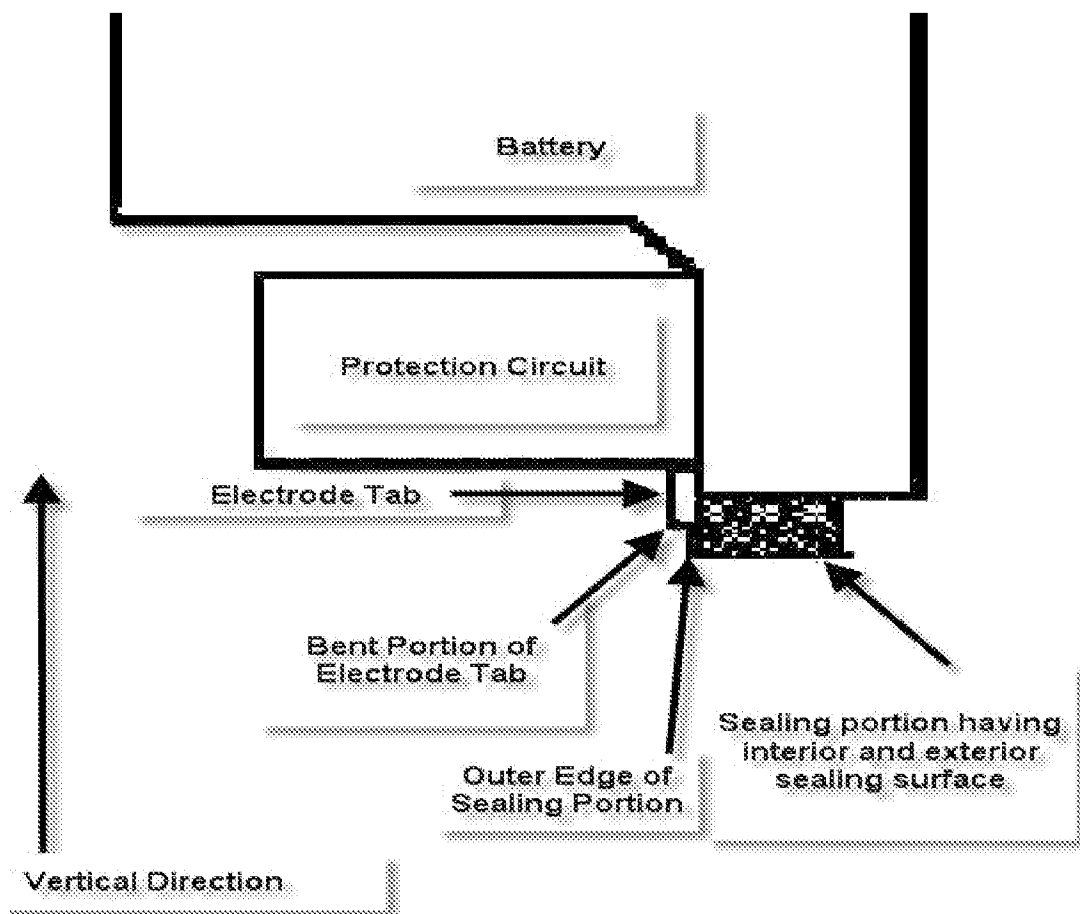 Battery
Protection Circuit
Electrode Tab
Bent Portion of
Electrode Tab
Outer Edge of
Sealing Portion
Sealing portion having
interior and exterior
sealing surface
Vertical Direction